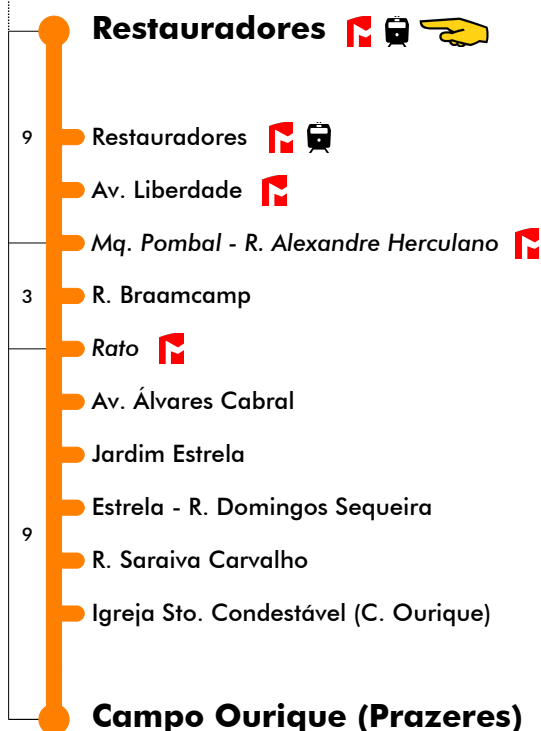 Restauradores
9 Restauradores
Av. Liberdade
Mq. Pombal - R. Alexandre Herculano
3 R. Braamcamp
Rato
Av. Álvares Cabral
Jardim Estrela
Estrela - R. Domingos Sequeira
9
R. Saraiva Carvalho
Igreja Sto. Condestável (C. Ourique)
Campo Ourique (Prazeres)